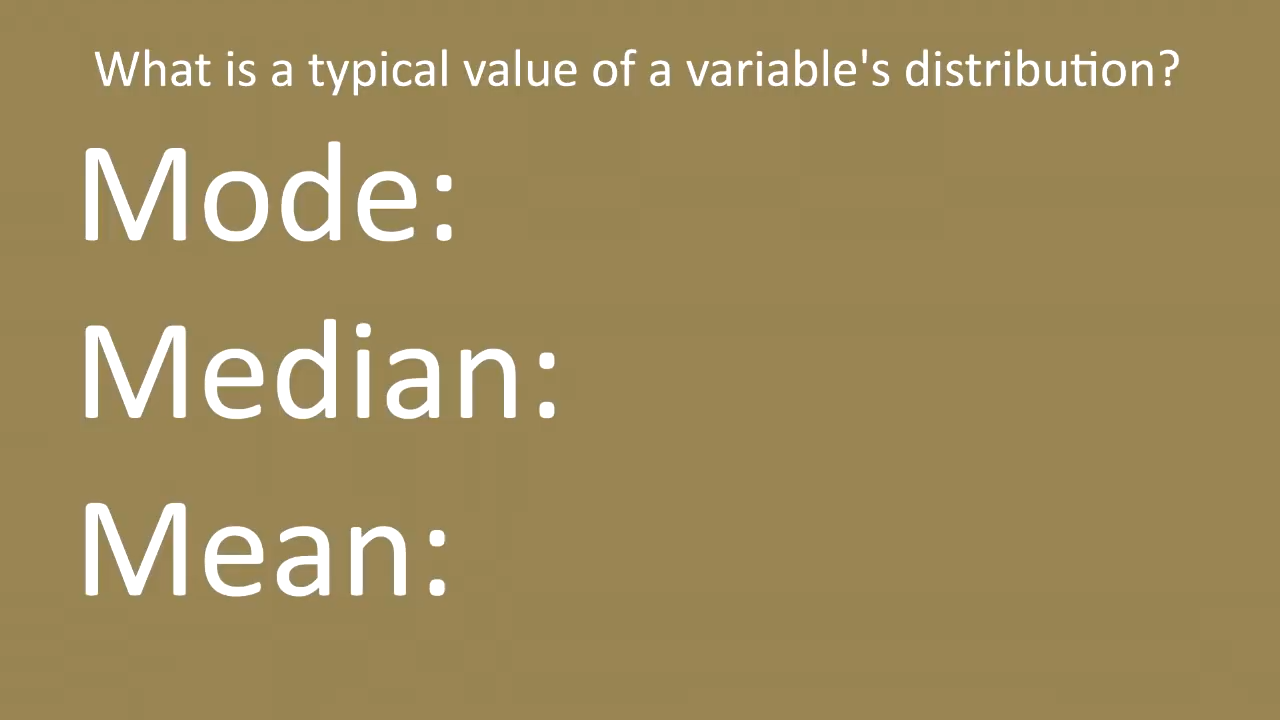 What is a typical value of a variable's distribution?
Mode:
Median:
Mean: